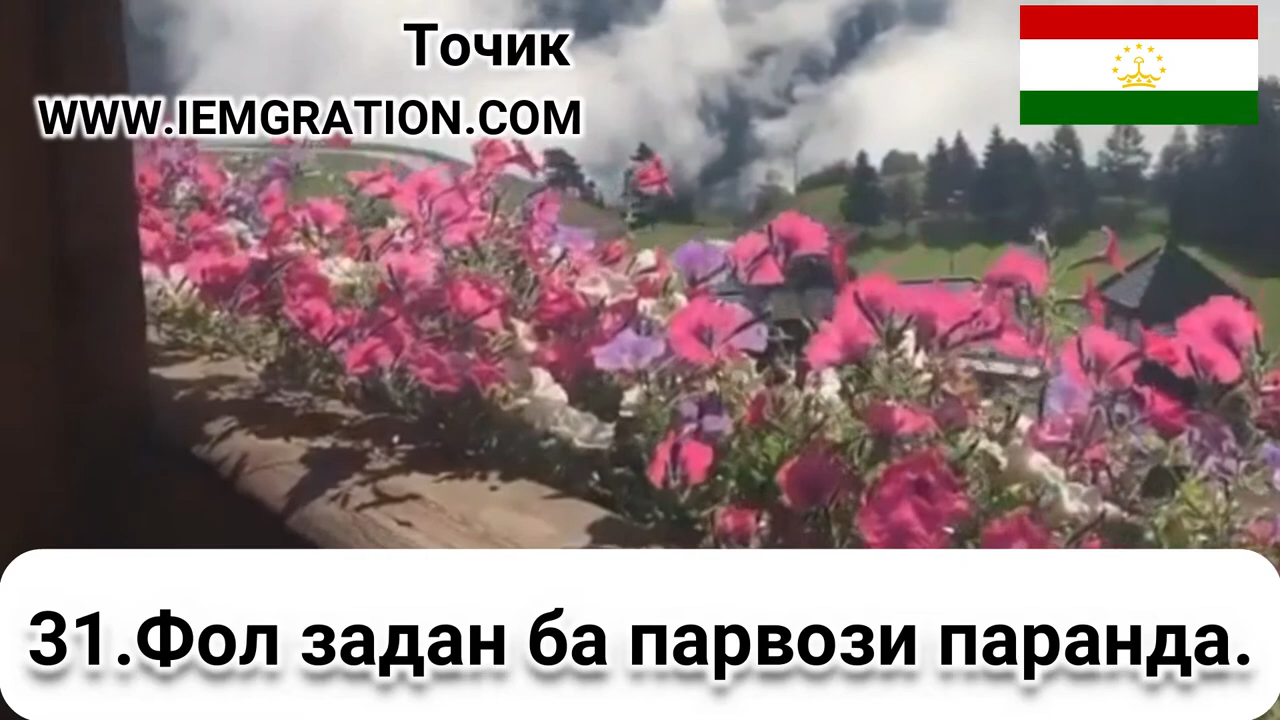 Точик
WWW.IEMGRATION.COM
31.Фол задан ба парвози паранда.